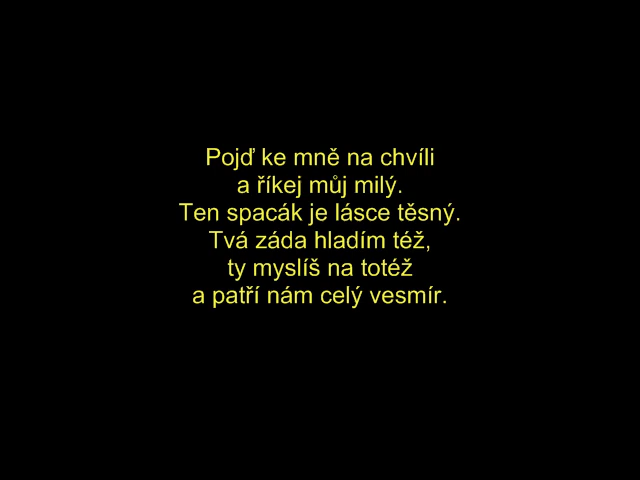 Pojď ke mně na chvíli
a říkej můj milý.
Ten spacák je lásce těsný.
Tvá záda hladím též,
ty myslíš na totéž
a patří nám celý vesmír.